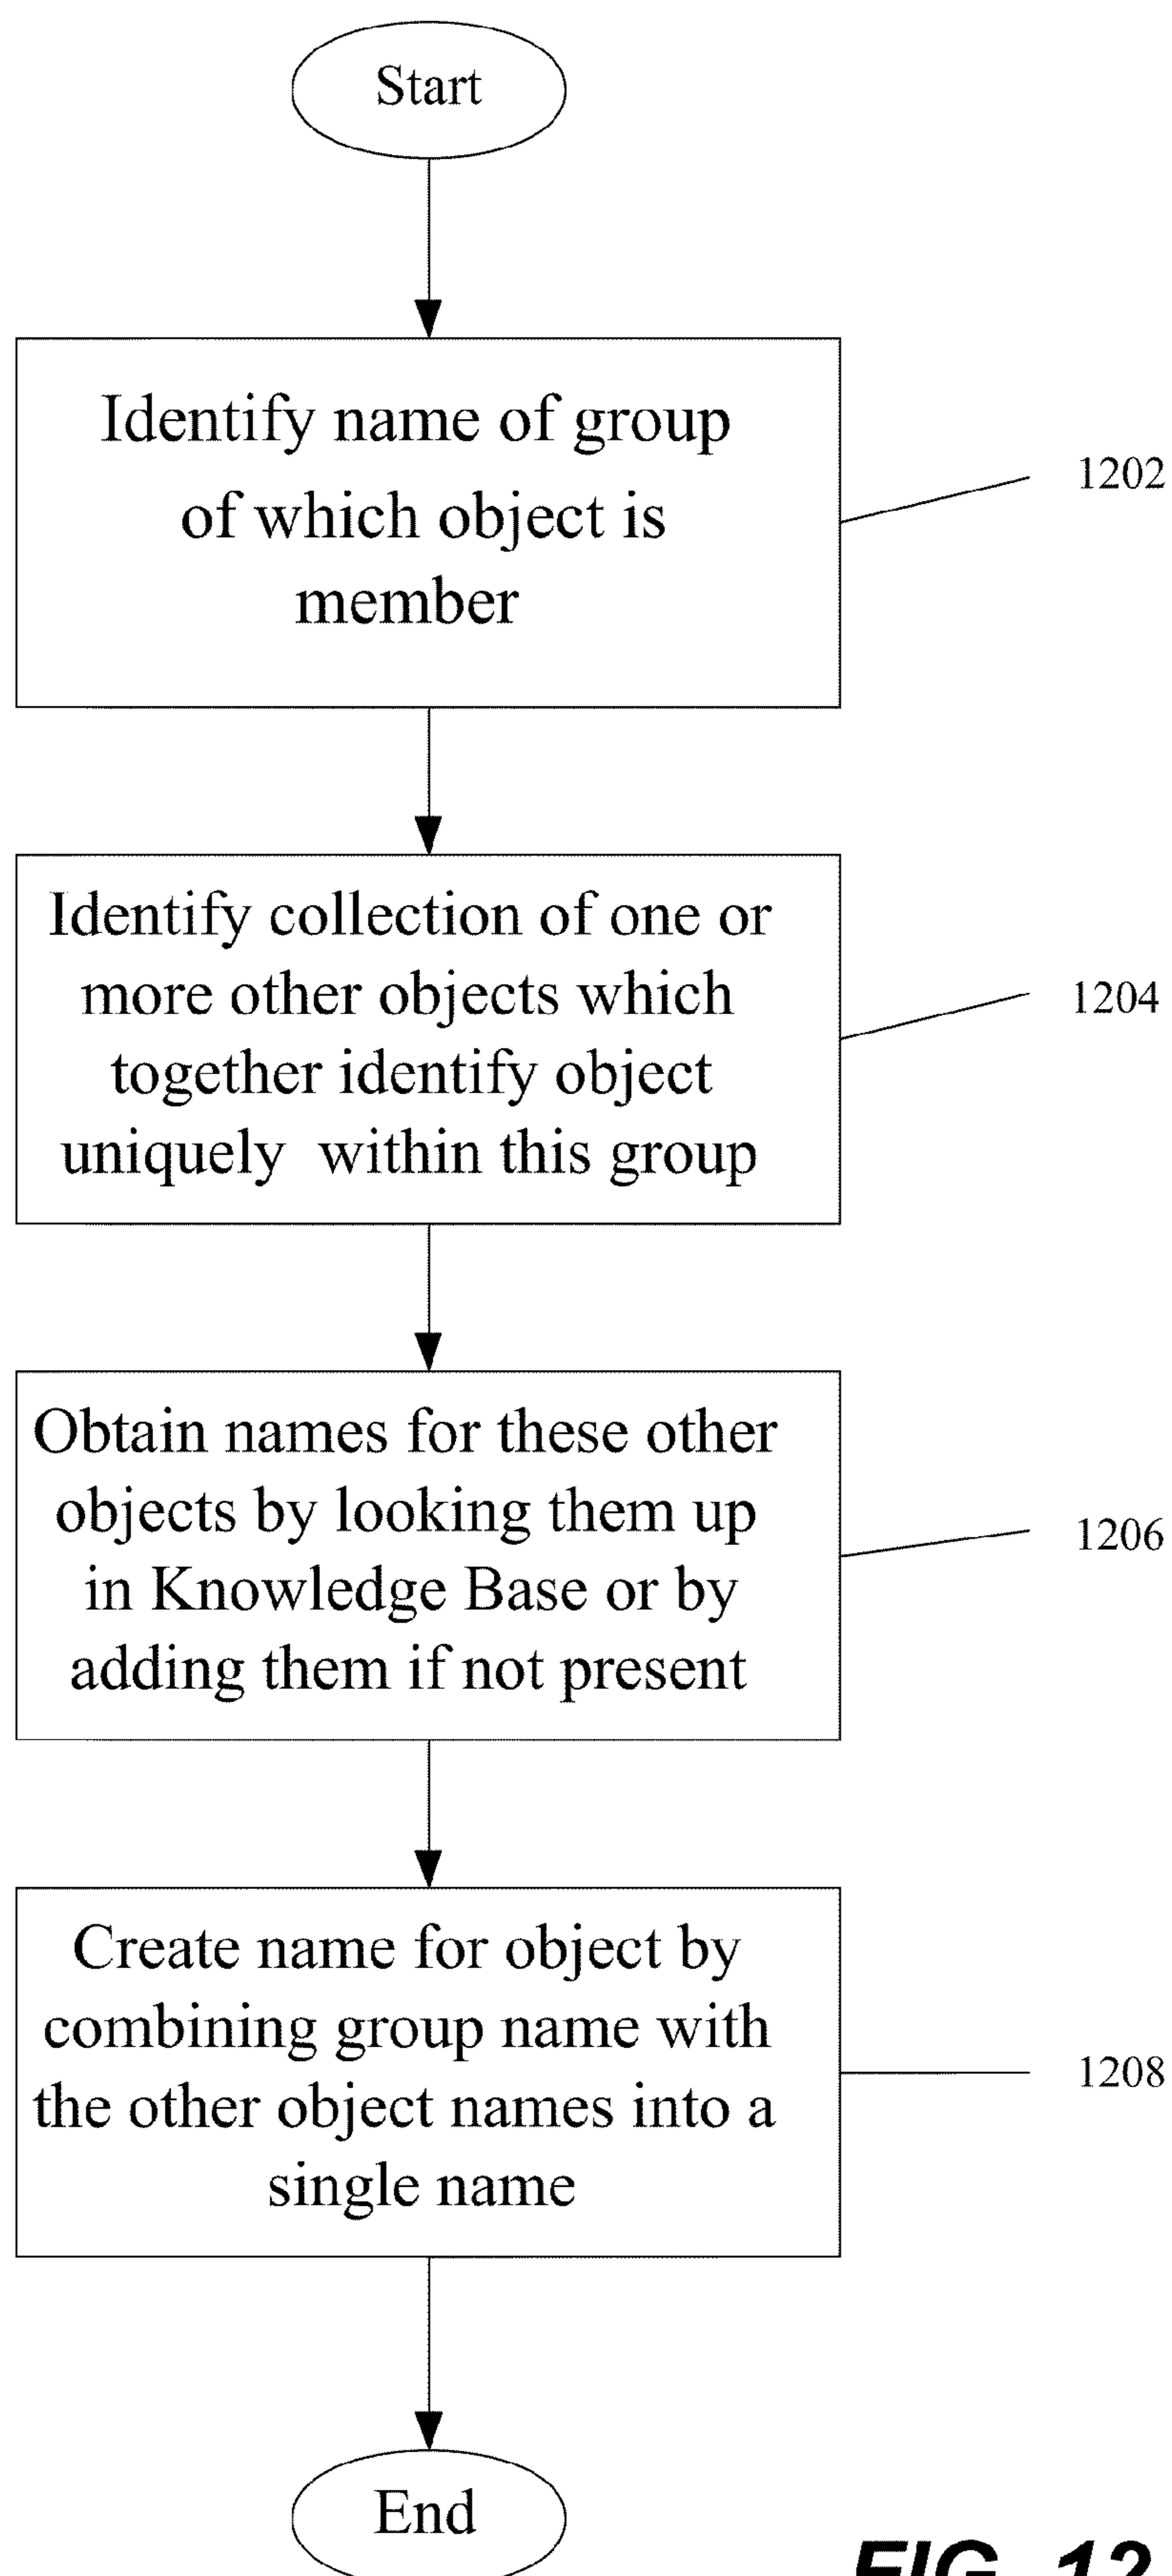 Start
Identify name of group
of which object is
member
1202
Identify collection of one or
more other objects which
together identify object
uniquely within this group
1204
Obtain names for these other
objects by looking them up
in Knowledge Base or by
adding them if not present
1206
Create name for object by
combining group name with
the other object names into a
single name
1208
End
FIG. 12